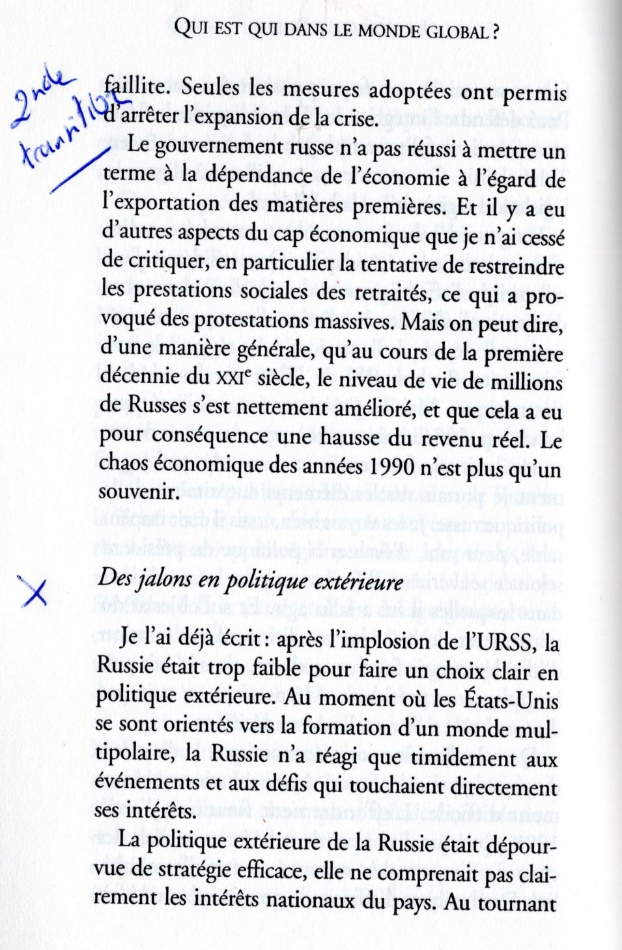 QUI EST QUI DANS LE MONDE GLOBAL ?
2nde
transition
faillite. Seules les mesures adoptées ont permis
d’arrêter l’expansion de la crise.
Le gouvernement russe n’a pas réussi à mettre un
terme à la dépendance de l’économie à l’égard de
l’exportation des matières premières. Et il y a eu
d’autres aspects du cap économique que je n’ai cessé
de critiquer, en particulier la tentative de restreindre
les prestations sociales des retraités, ce qui a pro-
voqué des protestations massives. Mais on peut dire,
d’une manière générale, qu’au cours de la première
décennie du XXIe siècle, le niveau de vie de millions
de Russes s’est nettement amélioré, et que cela a eu
pour conséquence une hausse du revenu réel. Le
chaos économique des années 1990 n’est plus qu’un
souvenir.
X
Des jalons en politique extérieure
Je l’ai déjà écrit : après l’implosion de l’URSS, la
Russie était trop faible pour faire un choix clair en
politique extérieure. Au moment où les États-Unis
se sont orientés vers la formation d’un monde mul-
tipolaire, la Russie n’a réagi que timidement aux
événements et aux défis qui touchaient directement
ses intérêts.
La politique extérieure de la Russie était dépour-
vue de stratégie efficace, elle ne comprenait pas clai-
rement les intérêts nationaux du pays. Au tournant